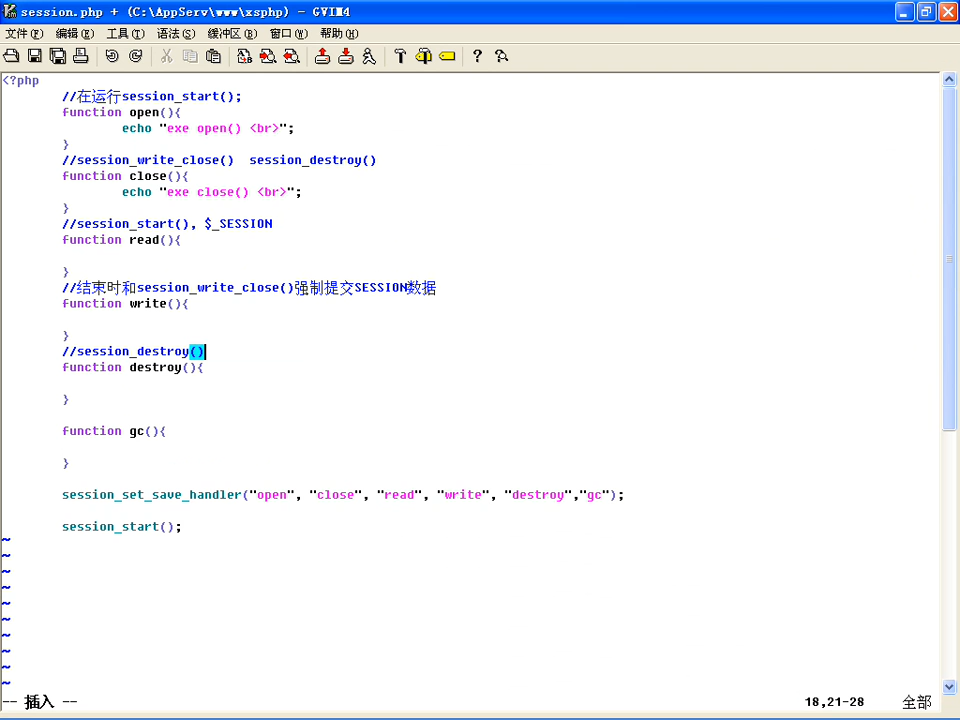 session.php + (C:\AppServ\www\xsphp) - GVIM4
文件(F) 编辑(E) 工具(T) 语法(S) 缓冲区(B) 窗口(W) 帮助(H)
<?php
//在运行session_start();
function open(){
echo "exe open() <br>";
}
//session_write_close()  session_destroy()
function close(){
echo "exe close() <br>";
}
//session_start(), $_SESSION
function read(){
}
//结束时和session_write_close()强制提交SESSION数据
function write(){
}
//session_destroy()
function destroy(){
}
function gc(){
}
session_set_save_handler("open", "close", "read", "write", "destroy","gc");
session_start();
~
~
~
~
~
~
~
~
~
~
-- 插入 -- 18,21-28 全部